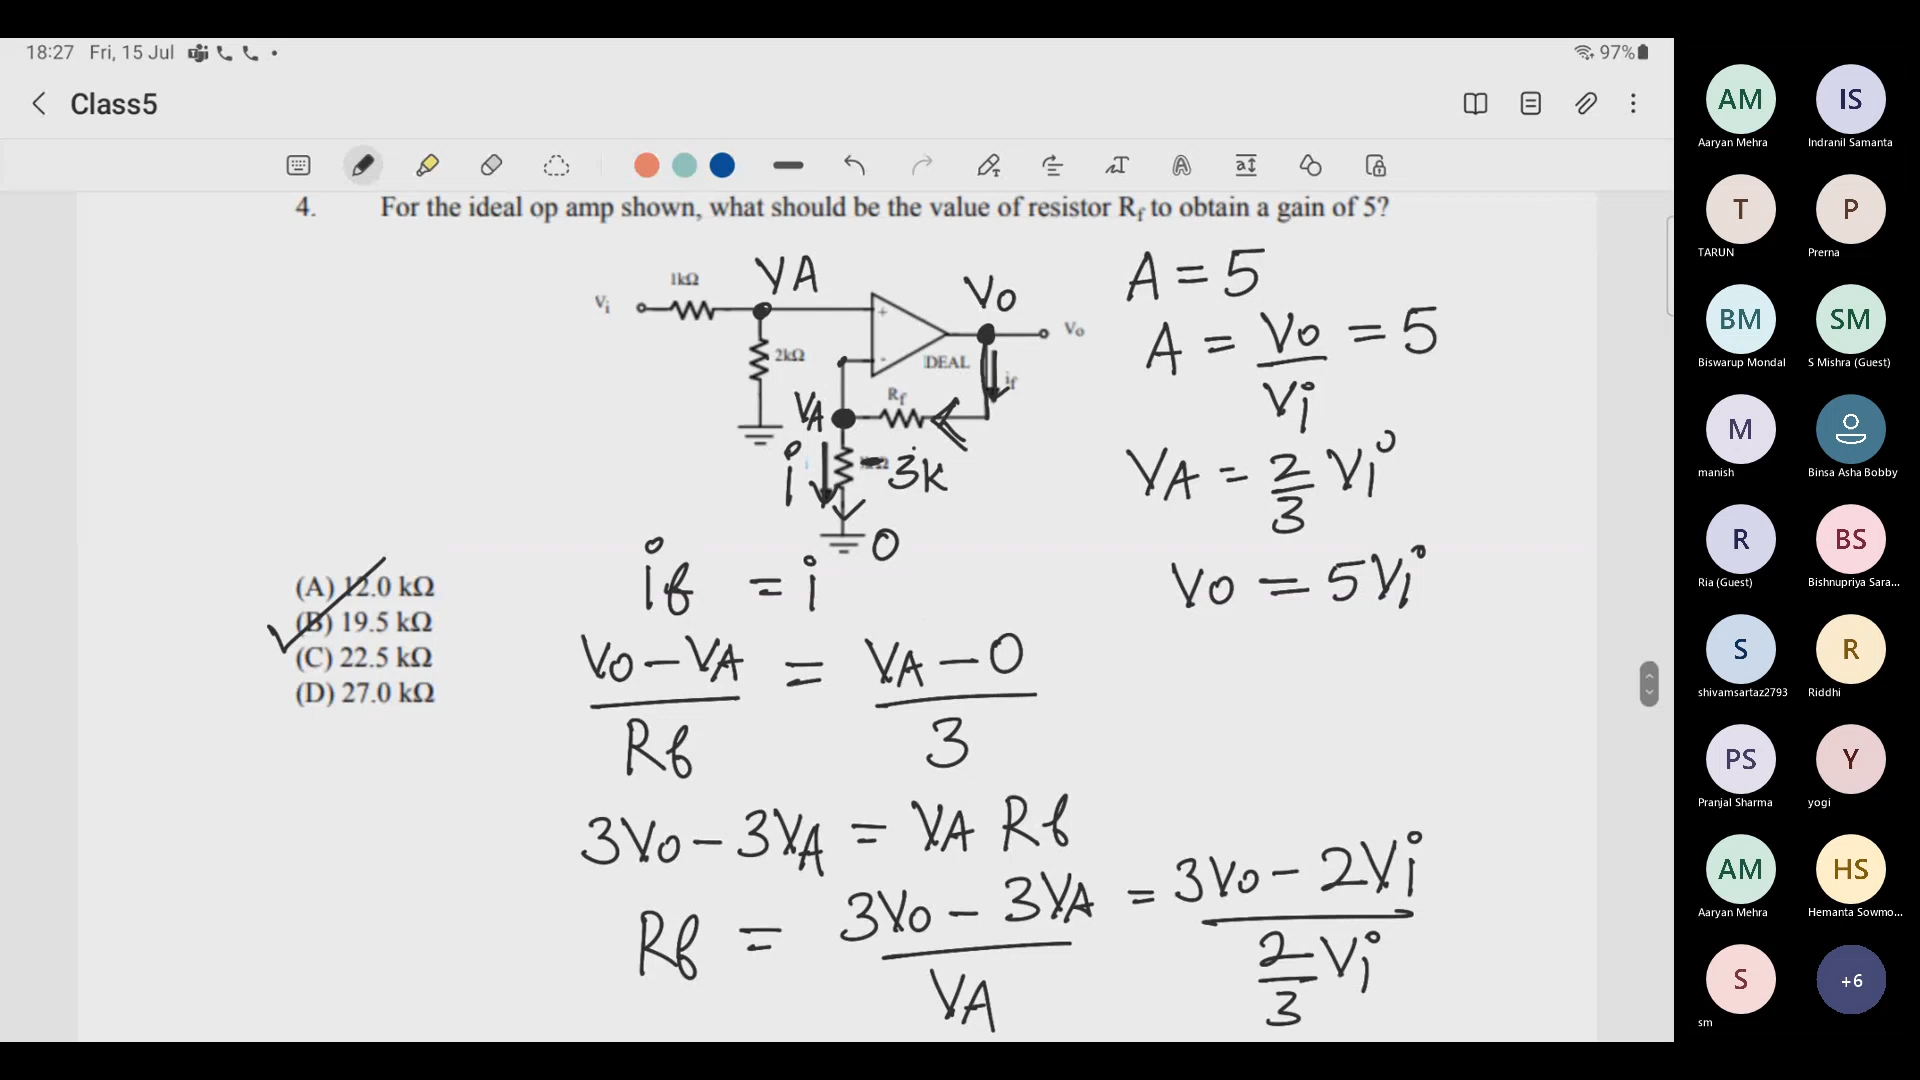 18:27 Fri, 15 Jul
97%
Class5
4. For the ideal op amp shown, what should be the value of resistor Rf to obtain a gain of 5?
1kΩ
VA
Vi
Vo
Vo
+
2kΩ
-
IDEAL
if
Rf
VA
i
3k
0
A = 5
A = Vo/Vi = 5
VA = 2/3 Vi
Vo = 5Vi
(A) 12.0 kΩ
(B) 19.5 kΩ
(C) 22.5 kΩ
(D) 27.0 kΩ
if = i
Vo - VA / Rf = VA - 0 / 3
3Vo - 3VA = VA Rf
Rf = 3Vo - 3VA / VA = 3Vo - 2Vi / 2/3 Vi
AM IS
Aaryan Mehra Indranil Samanta
T P
TARUN Prerna
BM SM
Biswarup Mondal S Mishra (Guest)
M
manish Binsa Asha Bobby
R BS
Ria (Guest) Bishnupriya Sara...
S R
shivamsartaz2793 Riddhi
PS Y
Pranjal Sharma yogi
AM HS
Aaryan Mehra Hemanta Sowmo...
S +6
sm